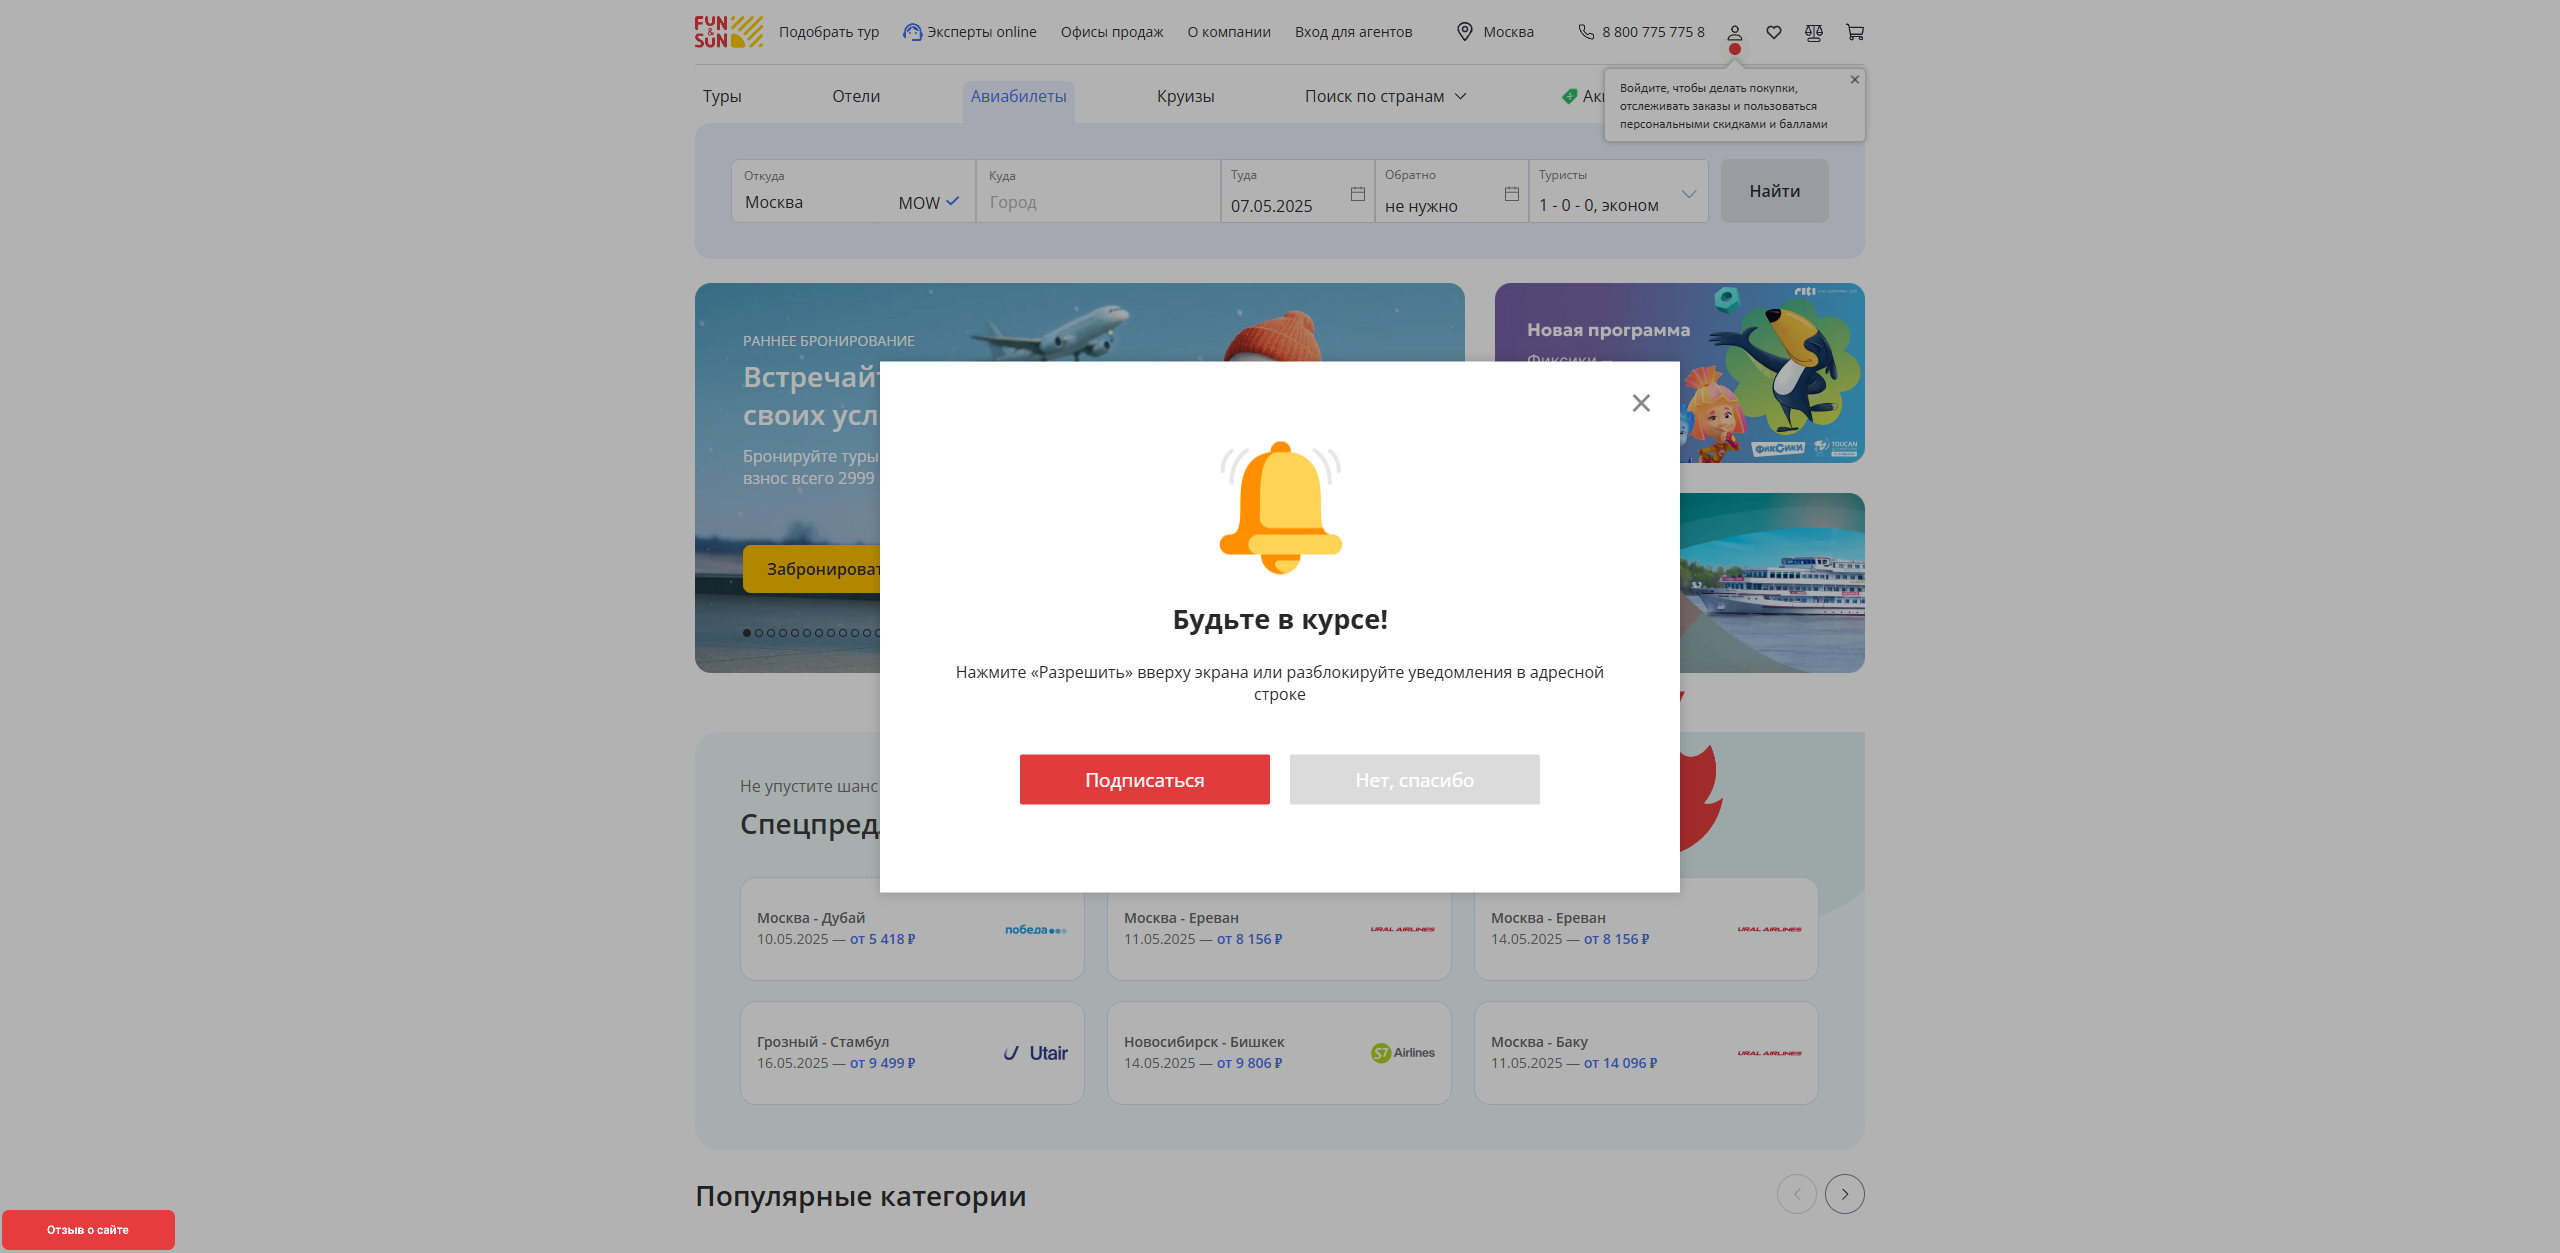 FUN & SUN
Подобрать тур
Эксперты online
Офисы продаж
О компании
Вход для агентов
Москва
8 800 775 775 8
Туры
Отели
Авиабилеты
Круизы
Поиск по странам
Войдите, чтобы делать покупки,
отслеживать заказы и пользоваться
персональными скидками и баллами
Откуда
Москва
MOW
Куда
Город
Туда
07.05.2025
Обратно
не нужно
Туристы
1 - 0 - 0, эконом
Найти
РАННЕЕ БРОНИРОВАНИЕ
Встречай
своих усл
Бронируйте туры
взнос всего 2999
Забронироват
Новая программа
Фиксики —
ФИКСИКИ
TOUCAN
Будьте в курсе!
Нажмите «Разрешить» вверху экрана или разблокируйте уведомления в адресной
строке
Подписаться
Нет, спасибо
Не упустите шанс
Спецпред
Москва - Дубай
10.05.2025 — от 5 418 ₽
победа
Москва - Ереван
11.05.2025 — от 8 156 ₽
URAL AIRLINES
Москва - Ереван
14.05.2025 — от 8 156 ₽
URAL AIRLINES
Грозный - Стамбул
16.05.2025 — от 9 499 ₽
Utair
Новосибирск - Бишкек
14.05.2025 — от 9 806 ₽
S7 Airlines
Москва - Баку
11.05.2025 — от 14 096 ₽
URAL AIRLINES
Популярные категории
Отзыв о сайте